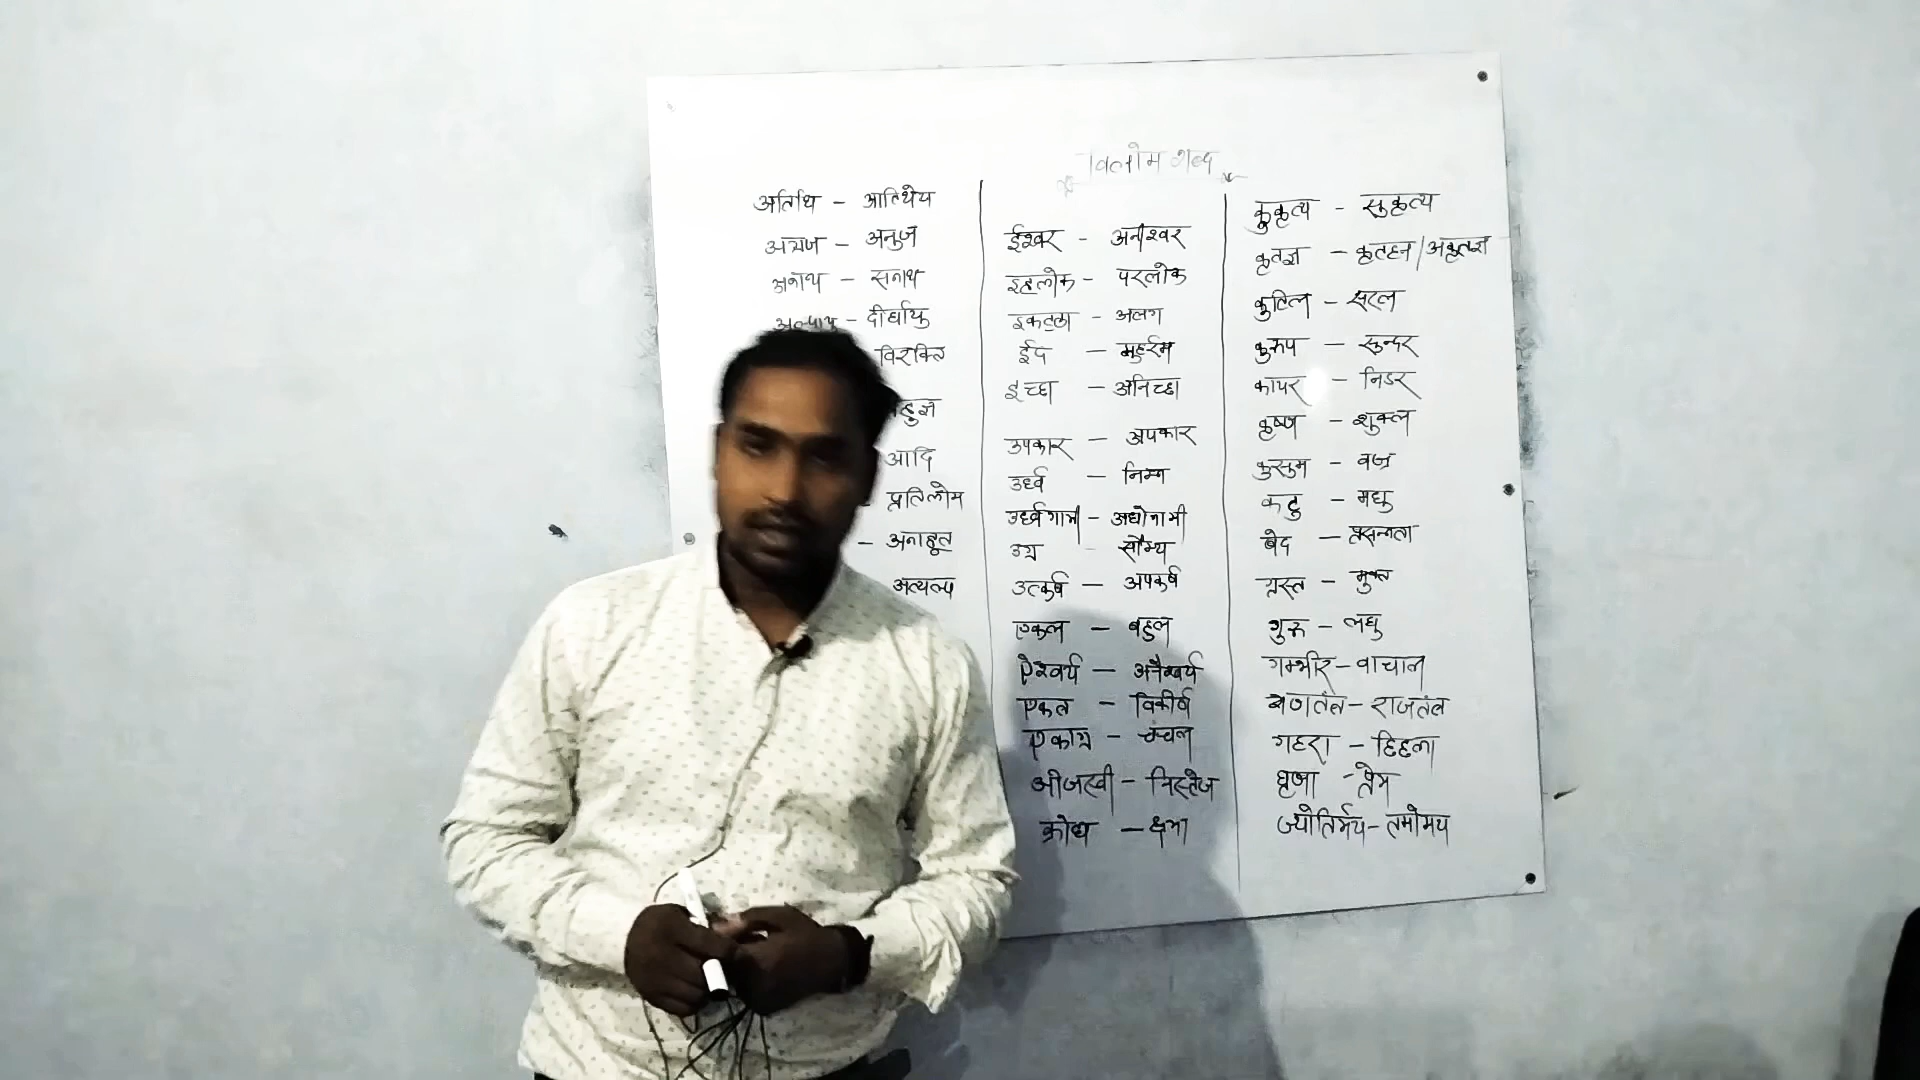 विलोम शब्द
अतिथि - आतिथेय
अग्रज - अनुज
अनाथ - सनाथ
अल्पायु - दीर्घायु
विरक्ति
आदि
- प्रतिलोम
- अनाहूत
अत्यल्प
ईश्वर - अनीश्वर
इहलोक - परलोक
इकट्ठा - अलग
ईद - मुहर्रम
इच्छा - अनिच्छा
उपकार - अपकार
उर्ध्व - निम्न
उर्ध्वगामी - अधोगामी
उग्र - सौम्य
उत्कर्ष - अपकर्ष
एकल - बहुल
ऐश्वर्य - अनैश्वर्य
एकत्र - विकीर्ण
एकाग्र - चंचल
ओजस्वी - निस्तेज
क्रोध - क्षमा
कुकृत्य - सुकृत्य
कृतज्ञ - कृतघ्न/अकृतज्ञ
कुटिल - सरल
कुरूप - सुन्दर
कायर - निडर
कृष्ण - शुक्ल
कुसुम - वज्र
कटु - मधु
खेद - प्रसन्नता
ग्रस्त - मुक्त
गुरु - लघु
गम्भीर - वाचाल
गणतंत्र - राजतंत्र
गहरा - छिछला
घृणा - प्रेम
ज्योतिर्मय - तमोमय